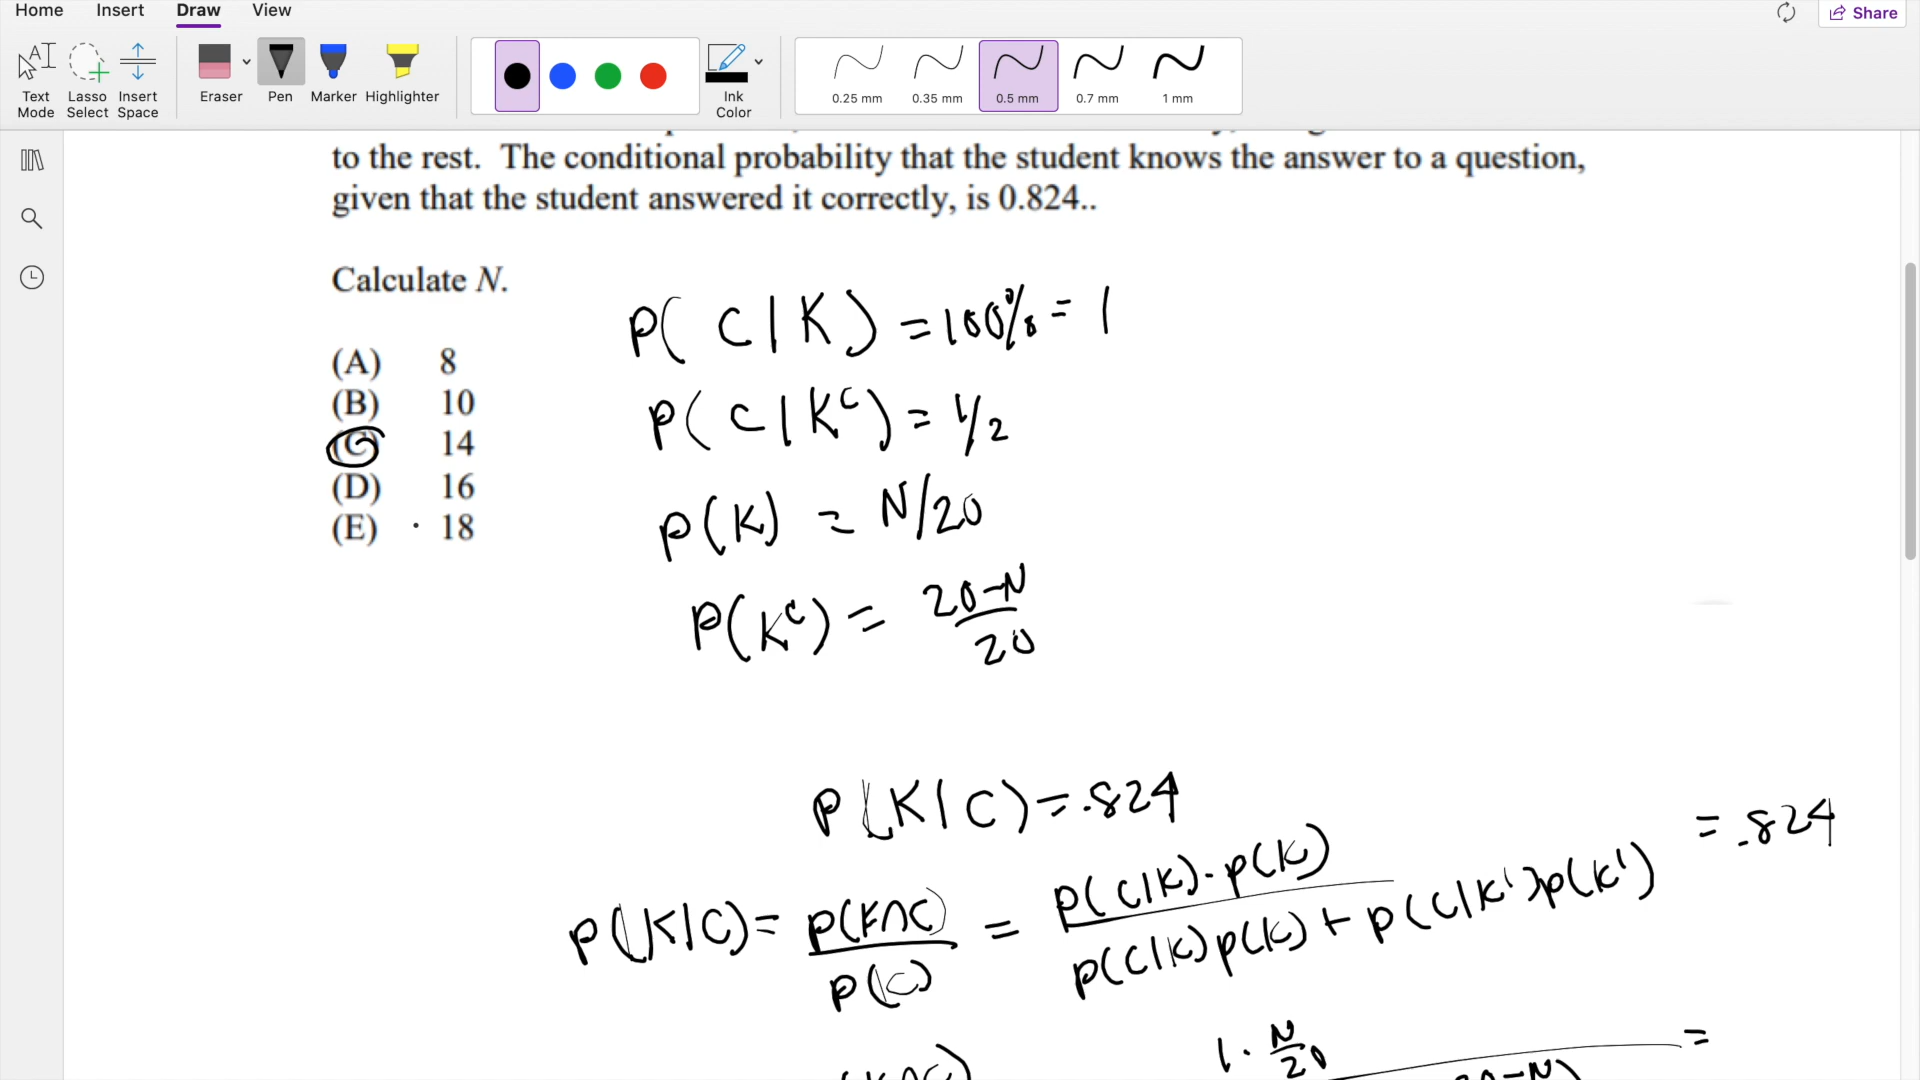 Home Insert Draw View
Share
Text Mode
Lasso Select
Insert Space
Eraser
Pen
Marker
Highlighter
Ink Color
0.25 mm
0.35 mm
0.5 mm
0.7 mm
1 mm
to the rest. The conditional probability that the student knows the answer to a question,
given that the student answered it correctly, is 0.824..
Calculate N.
(A) 8
(B) 10
(C) 14
(D) 16
(E) 18
P(C|K) = 100% = 1
P(C|K^c) = 1/2
P(K) = N/20
P(K^c) = (20-N)/20
P(K|C) = .824
P(K|C) = P(K∩C)/P(C) = P(C|K)·P(K) / P(C|K)P(K) + P(C|K')P(K') = .824
1 · N/20 =